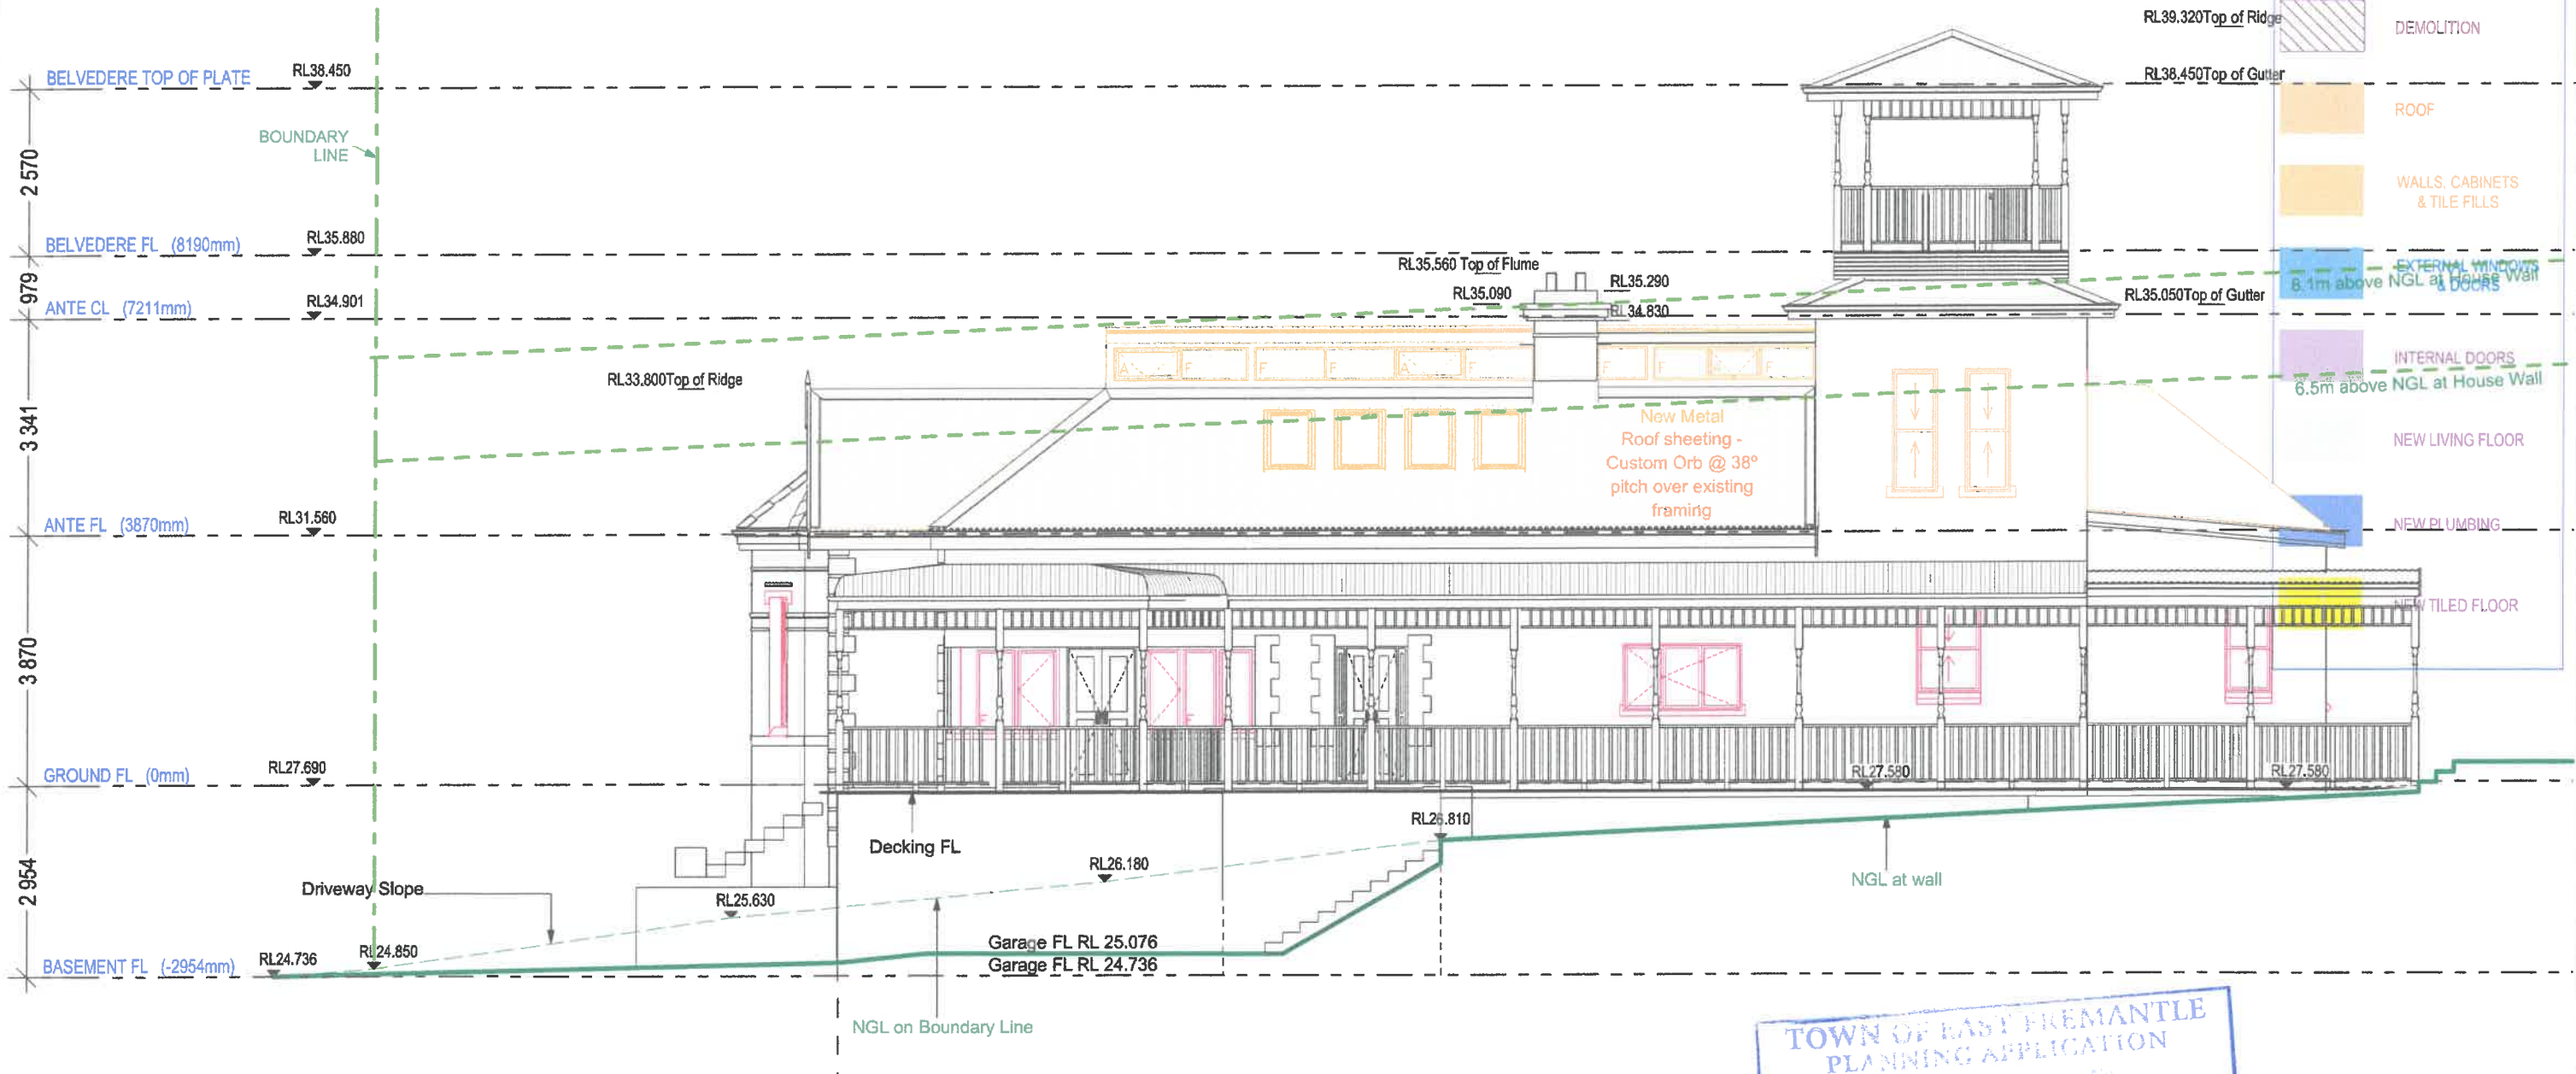 RL39.320Top of Ridge
DEMOLITION
BELVEDERE TOP OF PLATE
RL38.450
RL38.450Top of Gutter
ROOF
BOUNDARY
LINE
2 570
WALLS, CABINETS
& TILE FILLS
BELVEDERE FL (8190mm)
RL35.880
RL35.560 Top of Flume
RL35.290
RL35.090
EXTERNAL WINDOWS
& DOORS
8.1m above NGL at House Wall
RL35.050Top of Gutter
979
ANTE CL (7211mm)
RL34.901
RL34.830
A
F
F
F
A
F
F
F
A
F
INTERNAL DOORS
6.5m above NGL at House Wall
RL33.800Top of Ridge
3 341
New Metal
Roof sheeting -
Custom Orb @ 38º
pitch over existing
framing
NEW LIVING FLOOR
ANTE FL (3870mm)
RL31.560
NEW PLUMBING
NEW TILED FLOOR
3 870
F
F
GROUND FL (0mm)
RL27.690
RL27.580
RL27.580
Decking FL
RL26.810
RL26.180
NGL at wall
2 954
Driveway Slope
RL25.630
BASEMENT FL (-2954mm)
RL24.736
RL24.850
Garage FL RL 25.076
Garage FL RL 24.736
NGL on Boundary Line
TOWN OF EAST FREMANTLE
PLANNING APPLICATION